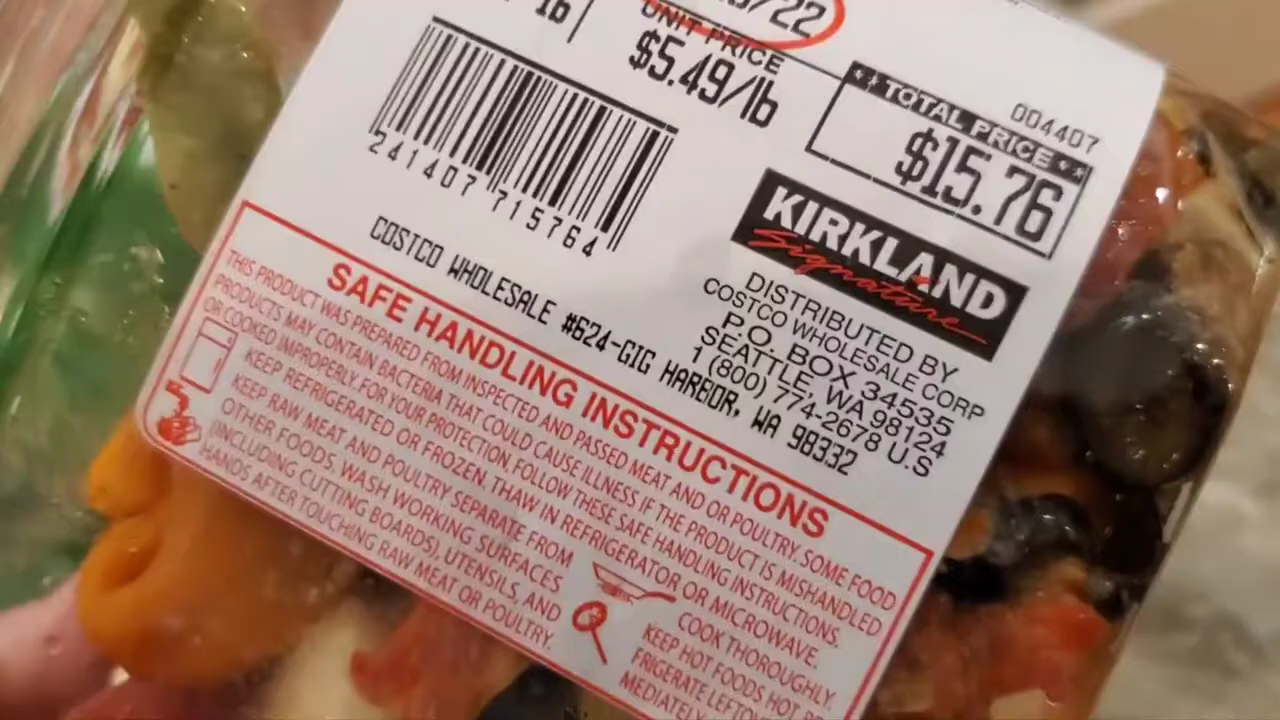 /22
lb
UNIT PRICE
$5.49/lb
004407
** TOTAL PRICE **
$15.76
241407 715764
KIRKLAND
Signature
DISTRIBUTED BY
COSTCO WHOLESALE CORP
P.O. BOX 34535
SEATTLE, WA 98124
1 (800) 774-2678 U.S
COSTCO WHOLESALE #624-GIG HARBOR, WA 98332
SAFE HANDLING INSTRUCTIONS
THIS PRODUCT WAS PREPARED FROM INSPECTED AND PASSED MEAT AND OR POULTRY. SOME FOOD
PRODUCTS MAY CONTAIN BACTERIA THAT COULD CAUSE ILLNESS IF THE PRODUCT IS MISHANDLED
OR COOKED IMPROPERLY. FOR YOUR PROTECTION, FOLLOW THESE SAFE HANDLING INSTRUCTIONS.
KEEP REFRIGERATED OR FROZEN. THAW IN REFRIGERATOR OR MICROWAVE.
KEEP RAW MEAT AND POULTRY SEPARATE FROM
OTHER FOODS. WASH WORKING SURFACES
(INCLUDING CUTTING BOARDS), UTENSILS, AND
HANDS AFTER TOUCHING RAW MEAT OR POULTRY.
COOK THOROUGHLY.
KEEP HOT FOODS HOT.
FRIGERATE LEFTO
MEDIATELY